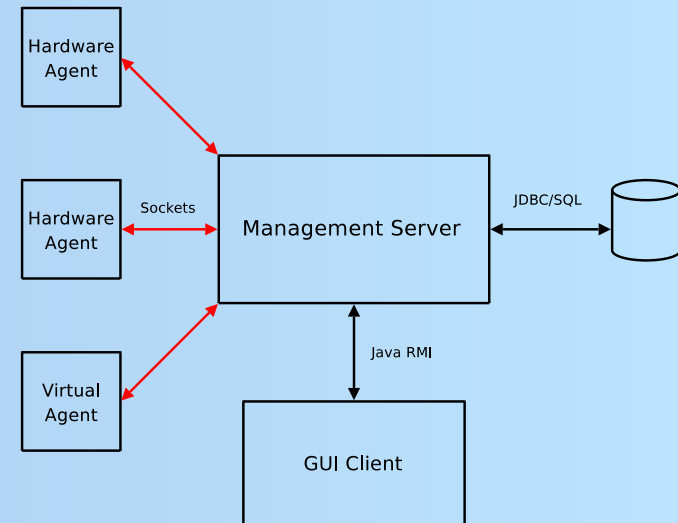 Hardware
Agent
Hardware
Agent
Sockets
Management Server
JDBC/SQL
Java RMI
Virtual
Agent
GUI Client